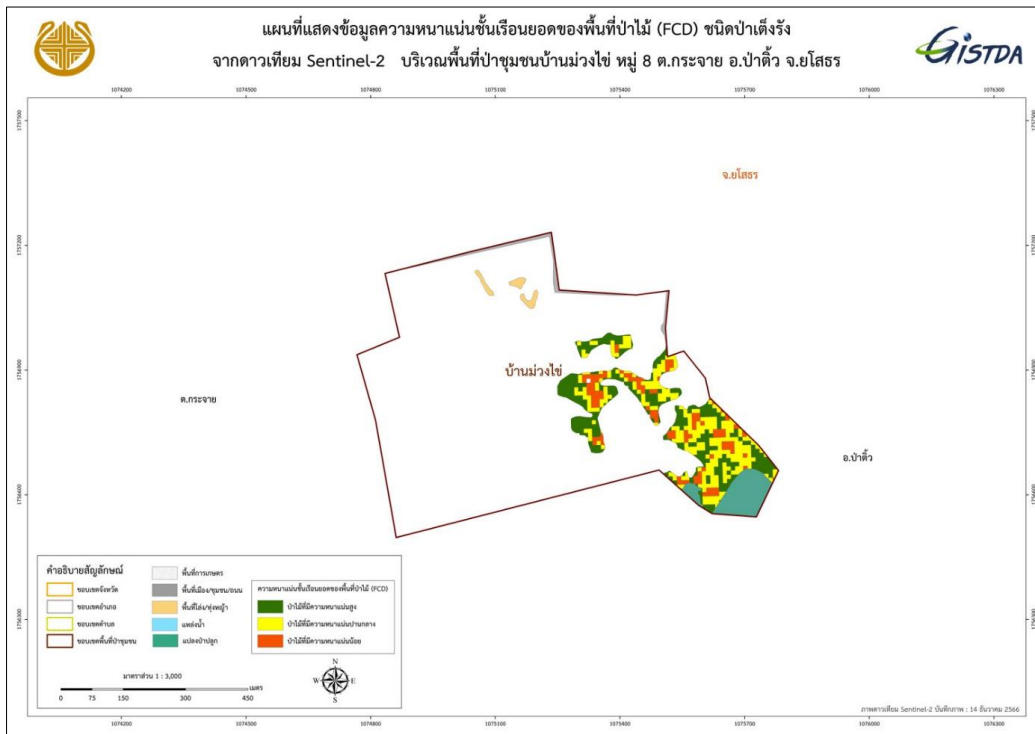 แผนที่แสดงข้อมูลความหนาแน่นชั้นเรือนยอดของพื้นที่ป่าไม้ (FCD) ชนิดป่าเต็งรัง
จากดาวเทียม Sentinel-2 บริเวณพื้นที่ป่าชุมชนบ้านม่วงไข่ หมู่ 8 ต.กระจาย อ.ป่าติ้ว จ.ยโสธร
GISTDA
1074200 1074500 1074800 1075100 1075400 1075700 1076000 1076300
1757500 1757500
จ.ยโสธร
1757200 1757200
1756900 1756900
บ้านม่วงไข่
ต.กระจาย
อ.ป่าติ้ว
1756600 1756600
คำอธิบายสัญลักษณ์
ขอบเขตจังหวัด
ขอบเขตอำเภอ
ขอบเขตตำบล
ขอบเขตพื้นที่ป่าชุมชน
พื้นที่การเกษตร
พื้นที่เมือง/ชุมชน/ถนน
พื้นที่โล่ง/ทุ่งหญ้า
แหล่งน้ำ
แปลงป่าปลูก
ความหนาแน่นชั้นเรือนยอดของพื้นที่ป่าไม้ (FCD)
ป่าไม้ที่มีความหนาแน่นสูง
ป่าไม้ที่มีความหนาแน่นปานกลาง
ป่าไม้ที่มีความหนาแน่นน้อย
1756300 1756300
มาตราส่วน 1 : 3,000
เมตร
0 75 150 300 450
N
W E
S
ภาพดาวเทียม Sentinel-2 บันทึกภาพ : 14 ธันวาคม 2566
1074200 1074500 1074800 1075100 1075400 1075700 1076000 1076300